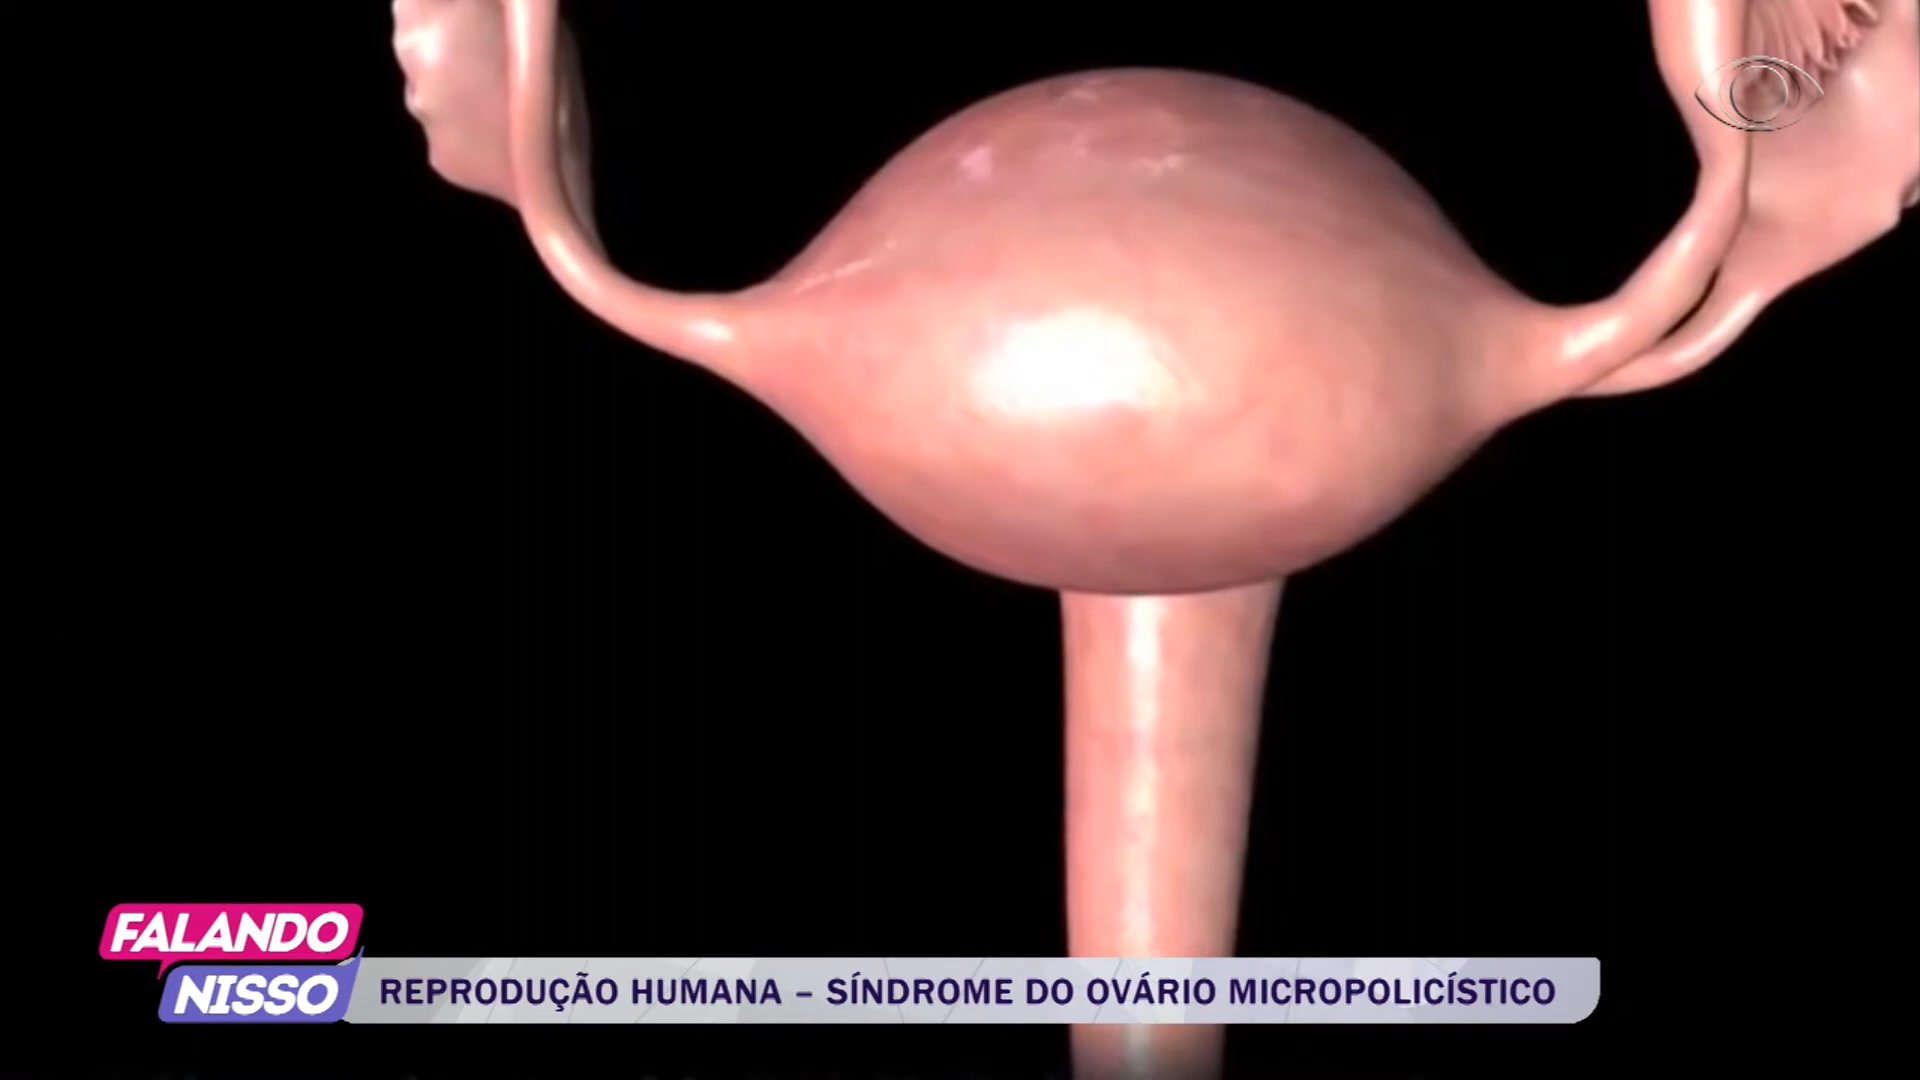 FALANDO
NISSO
REPRODUÇÃO HUMANA – SÍNDROME DO OVÁRIO MICROPOLICÍSTICO